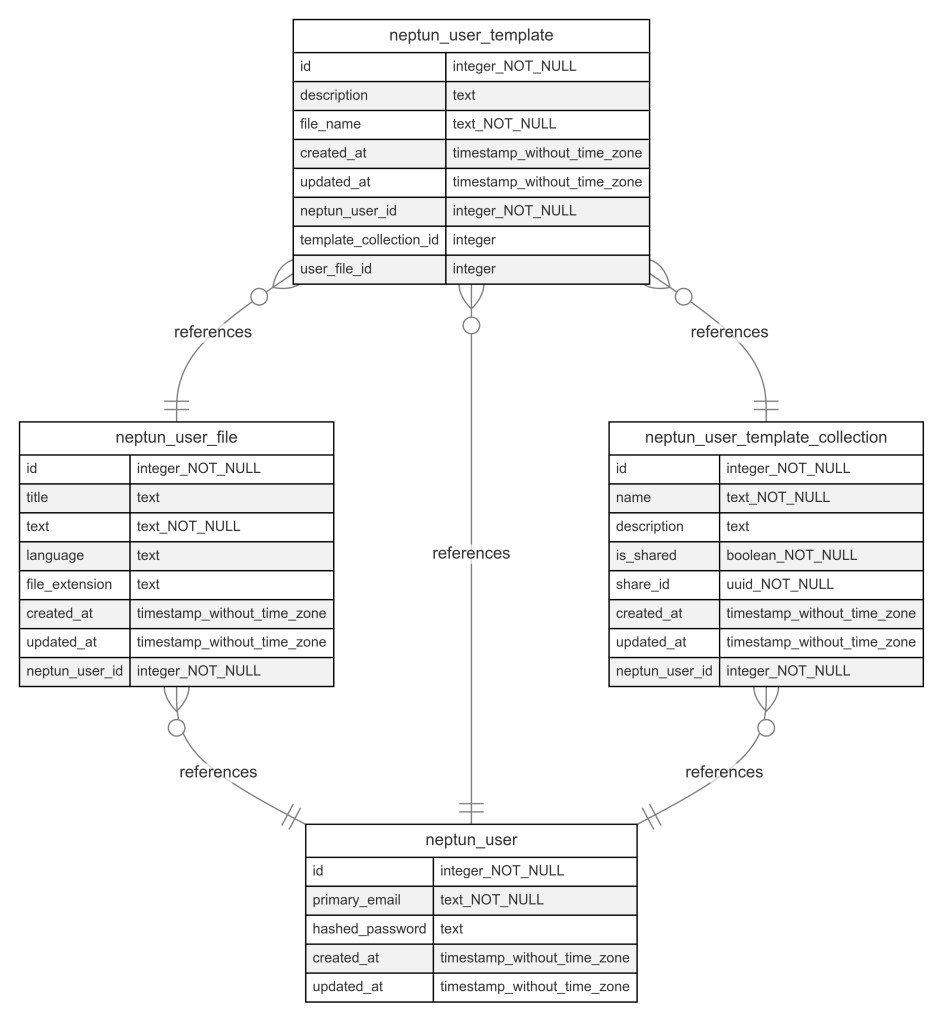 neptun_user_template
id integer_NOT_NULL
description text
file_name text_NOT_NULL
created_at timestamp_without_time_zone
updated_at timestamp_without_time_zone
neptun_user_id integer_NOT_NULL
template_collection_id integer
user_file_id integer
references
references
neptun_user_file
id integer_NOT_NULL
title text
text text_NOT_NULL
language text
file_extension text
created_at timestamp_without_time_zone
updated_at timestamp_without_time_zone
neptun_user_id integer_NOT_NULL
references
neptun_user_template_collection
id integer_NOT_NULL
name text_NOT_NULL
description text
is_shared boolean_NOT_NULL
share_id uuid_NOT_NULL
created_at timestamp_without_time_zone
updated_at timestamp_without_time_zone
neptun_user_id integer_NOT_NULL
references
references
neptun_user
id integer_NOT_NULL
primary_email text_NOT_NULL
hashed_password text
created_at timestamp_without_time_zone
updated_at timestamp_without_time_zone